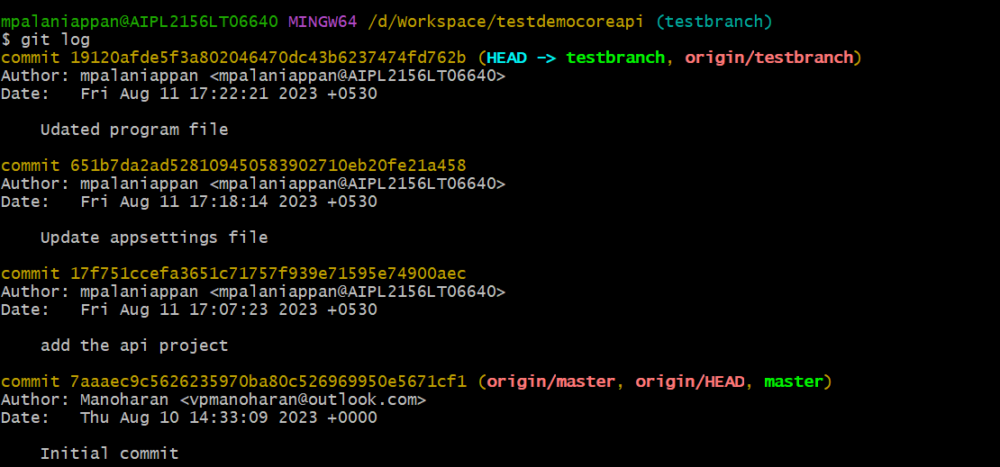 mpalaniappan@AIPL2156LT06640 MINGW64 /d/Workspace/testdemocoreapi (testbranch)
$ git log
commit 19120afde5f3a802046470dc43b6237474fd762b (HEAD -> testbranch, origin/testbranch)
Author: mpalaniappan <mpalaniappan@AIPL2156LT06640>
Date:   Fri Aug 11 17:22:21 2023 +0530
    Udated program file
commit 651b7da2ad528109450583902710eb20fe21a458
Author: mpalaniappan <mpalaniappan@AIPL2156LT06640>
Date:   Fri Aug 11 17:18:14 2023 +0530
    Update appsettings file
commit 17f751ccefa3651c71757f939e71595e74900aec
Author: mpalaniappan <mpalaniappan@AIPL2156LT06640>
Date:   Fri Aug 11 17:07:23 2023 +0530
    add the api project
commit 7aaaec9c5626235970ba80c526969950e5671cf1 (origin/master, origin/HEAD, master)
Author: Manoharan <vpmanoharan@outlook.com>
Date:   Thu Aug 10 14:33:09 2023 +0000
    Initial commit